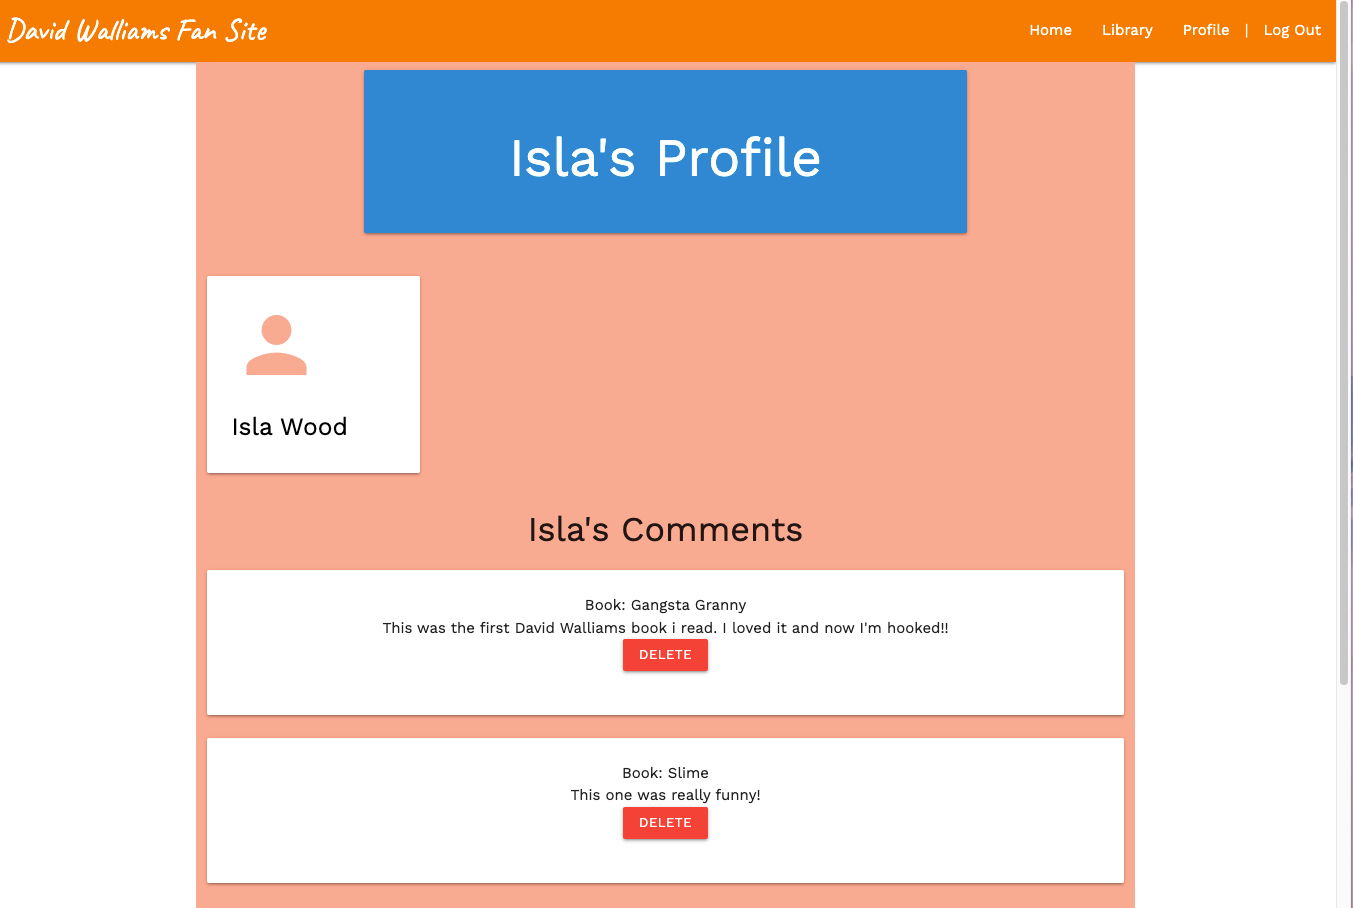 David Walliams Fan Site
Home Library Profile | Log Out
Isla's Profile
Isla Wood
Isla's Comments
Book: Gangsta Granny
This was the first David Walliams book i read. I loved it and now I'm hooked!!
DELETE
Book: Slime
This one was really funny!
DELETE